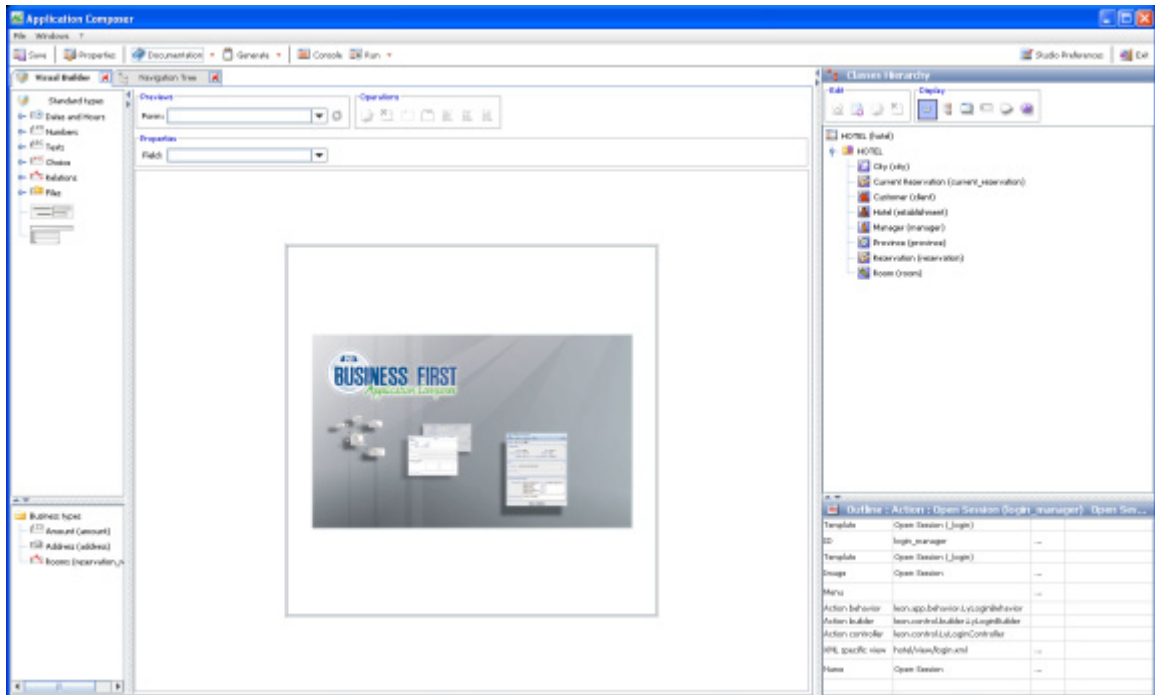 Application Composer
File Windows ?
Save Properties Documentation Generate Console Run Studio Preferences Exit
Visual Builder Navigation Tree Classes Hierarchy
Standard types
Dates and Hours
Numbers
Texts
Choice
Relations
Files
Previews
Form:
Operations
Properties
Field:
Edit
Display
HOTEL (hotel)
HOTEL
City (city)
Current Reservation (current_reservation)
Customer (client)
Hotel (establishment)
Manager (manager)
Province (province)
Reservation (reservation)
Room (room)
BUSINESS FIRST
Application Composer
Business types
Amount (amount)
Address (address)
Rooms (reservation_r
Outline : Action : Open Session (login_manager) Open Ses...
Template Open Session (_login)
ID login_manager ...
Template Open Session (_login)
Image Open Session ...
Menu ...
Action behavior leon.app.behavior.LyLoginBehavior
Action builder leon.control.builder.LyLoginBuilder
Action controller leon.control.LyLoginController
XML specific view hotel/view/login.xml ...
Name Open Session ...